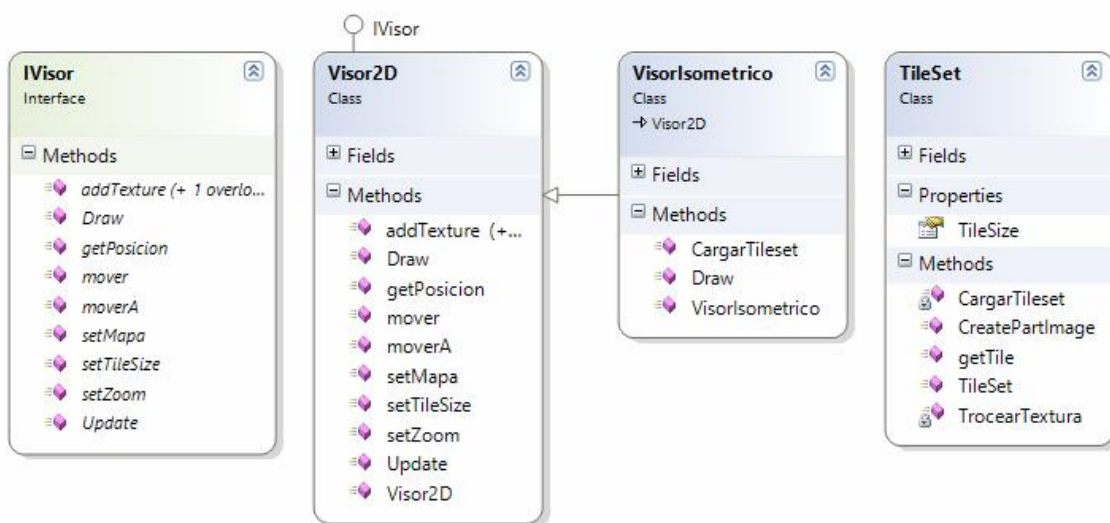 IVisor
IVisor
Interface
Methods
addTexture (+ 1 overlo...
Draw
getPosicion
mover
moverA
setMapa
setTileSize
setZoom
Update
Visor2D
Class
Fields
Methods
addTexture (+...
Draw
getPosicion
mover
moverA
setMapa
setTileSize
setZoom
Update
Visor2D
VisorIsometrico
Class
Visor2D
Fields
Methods
CargarTileset
Draw
VisorIsometrico
TileSet
Class
Fields
Properties
TileSize
Methods
CargarTileset
CreatePartImage
getTile
TileSet
TrocearTextura